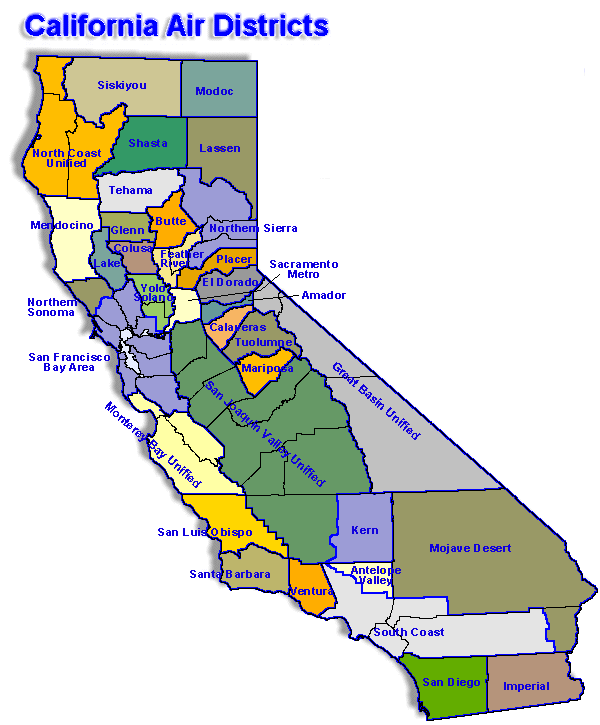 California Air Districts
Siskiyou
Modoc
Shasta
Lassen
North Coast
Unified
Tehama
Mendocino
Butte
Glenn
Northern Sierra
Colusa
Feather
River
Lake
Placer
Sacramento
Metro
El Dorado
Yolo
Solano
Amador
Northern
Sonoma
Calaveras
Tuolumne
San Francisco
Bay Area
Mariposa
Great Basin Unified
San Joaquin Valley Unified
Monterey Bay Unified
San Luis Obispo
Kern
Mojave Desert
Antelope
Valley
Santa Barbara
Ventura
South Coast
San Diego
Imperial